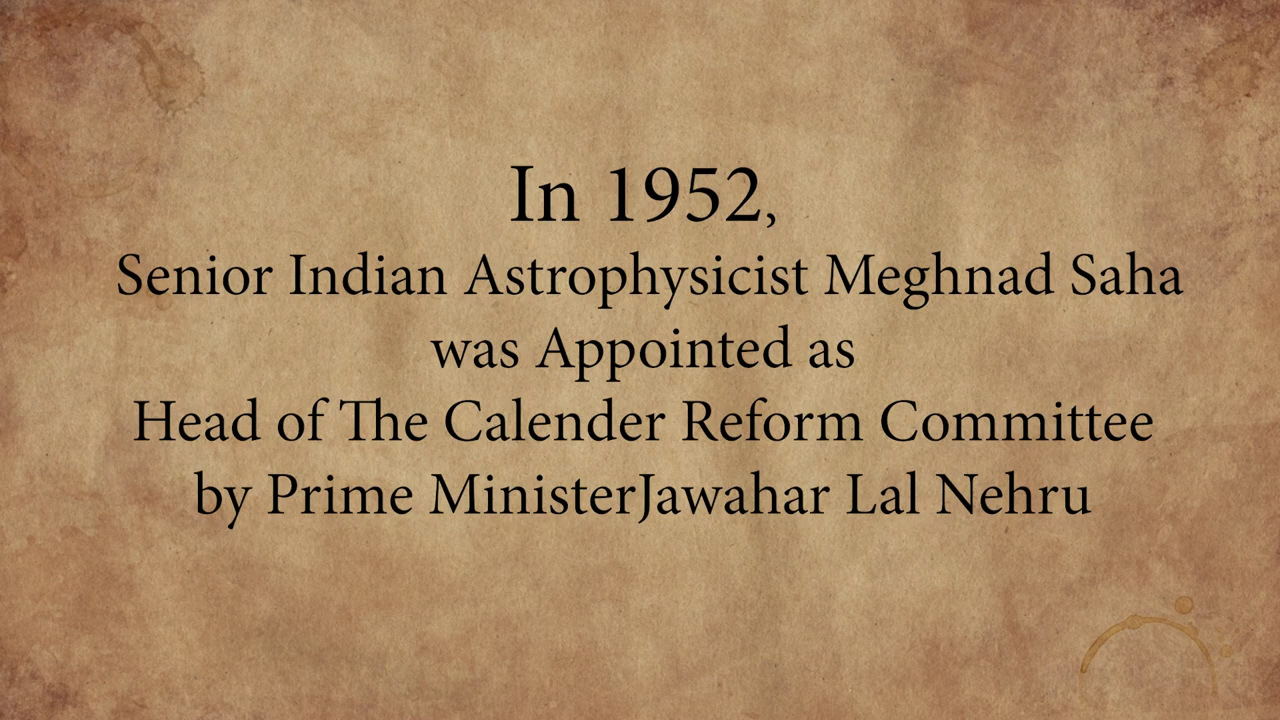 In 1952,
Senior Indian Astrophysicist Meghnad Saha
was Appointed as
Head of The Calender Reform Committee
by Prime MinisterJawahar Lal Nehru